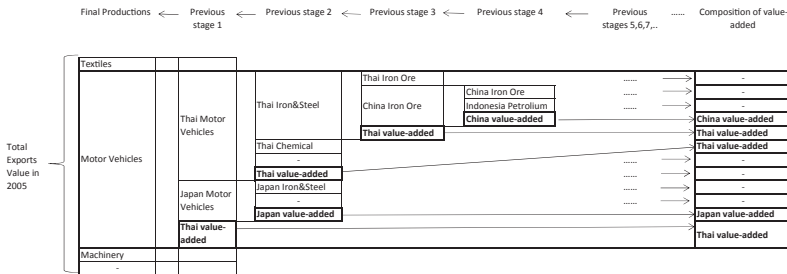 Final Productions Previous stage 1 Previous stage 2 Previous stage 3 Previous stage 4 Previous stages 5,6,7,.. ...... Composition of value-added
Textiles
Thai Iron Ore ...... -
China Iron Ore ...... -
Thai Iron&Steel China Iron Ore Indonesia Petrolium ...... -
Thai Motor Vehicles China value-added China value-added
Thai value-added Thai value-added
Thai Chemical Thai value-added
Total Exports Value in 2005 Motor Vehicles - ...... -
Thai value-added ...... -
Japan Motor Vehicles Japan Iron&Steel ...... -
- ...... -
Japan value-added Japan value-added
Thai value-added Thai value-added
Machinery
-